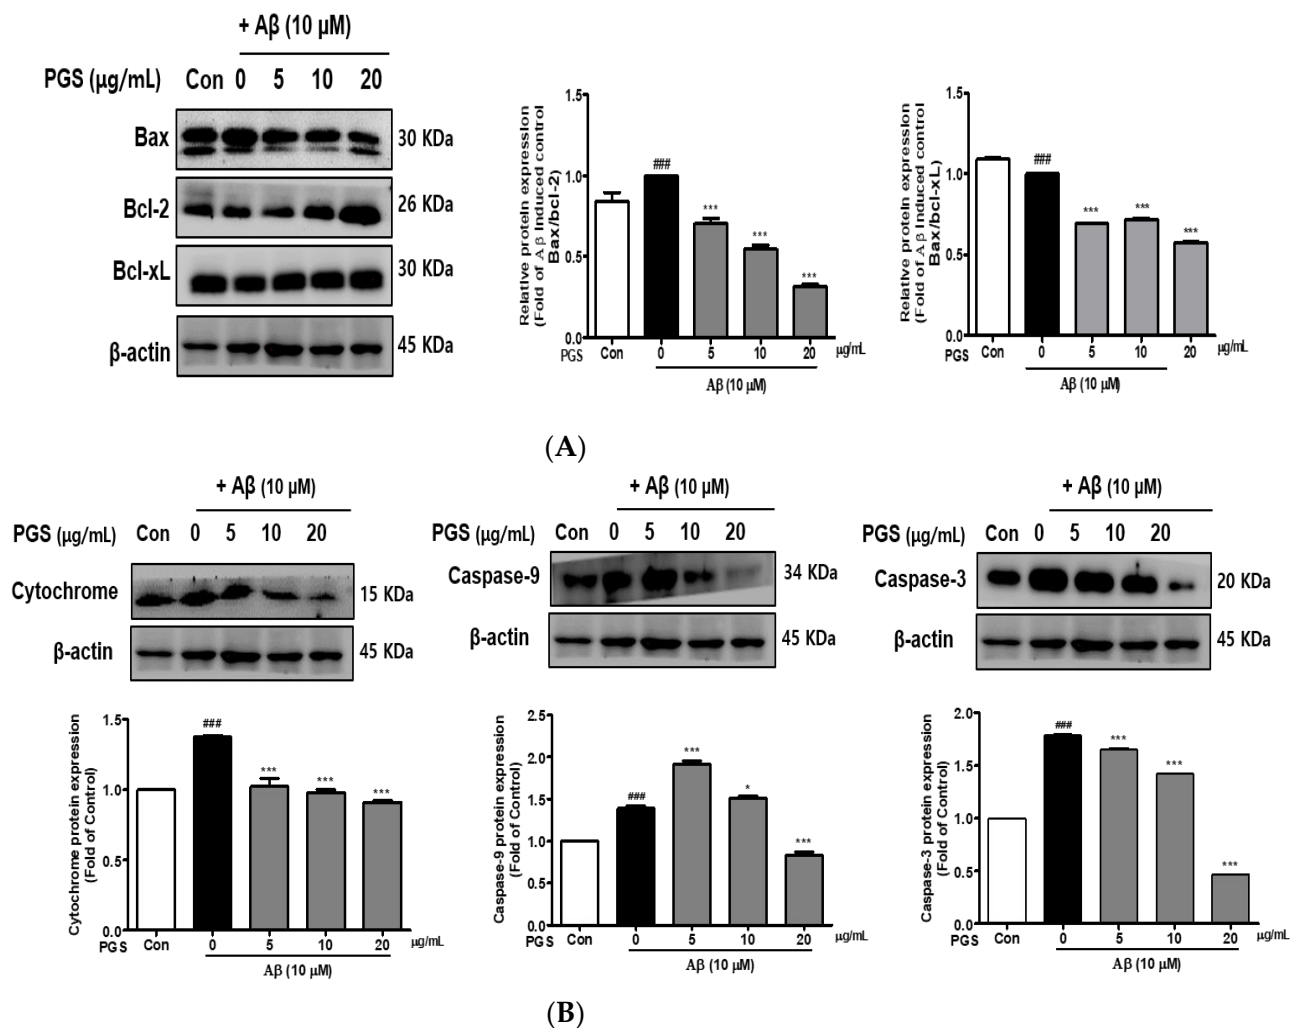 + Aβ (10 μM)
PGS (μg/mL) Con 0 5 10 20
Bax 30 KDa
Bcl-2 26 KDa
Bcl-xL 30 KDa
β-actin 45 KDa
Relative protein expression
(Fold of Aβ Induced control
Bax/bcl-2)
1.5
1.0
0.5
0.0
###
***
***
***
Con 0 5 10 20 μg/mL
PGS
Aβ (10 μM)
Relative protein expression
(Fold of Aβ Induced control
Bax/bcl-xL)
1.5
1.0
0.5
0.0
###
***
***
***
PGS Con 0 5 10 20 μg/mL
Aβ (10 μM)
(A)
+ Aβ (10 μM)
PGS (μg/mL) Con 0 5 10 20
Cytochrome 15 KDa
β-actin 45 KDa
Cytochrome protein expression
(Fold of Control)
1.5
1.0
0.5
0.0
###
***
***
***
PGS Con 0 5 10 20 μg/mL
Aβ (10 μM)
+ Aβ (10 μM)
PGS (μg/mL) Con 0 5 10 20
Caspase-9 34 KDa
β-actin 45 KDa
Caspase-9 protein expression
(Fold of Control)
2.5
2.0
1.5
1.0
0.5
0.0
###
***
*
***
PGS Con 0 5 10 20 μg/mL
Aβ (10 μM)
+ Aβ (10 μM)
PGS (μg/mL) Con 0 5 10 20
Caspase-3 20 KDa
β-actin 45 KDa
Caspase-3 protein expression
(Fold of Control)
2.0
1.5
1.0
0.5
0.0
###
***
***
***
PGS Con 0 5 10 20 μg/mL
Aβ (10 μM)
(B)